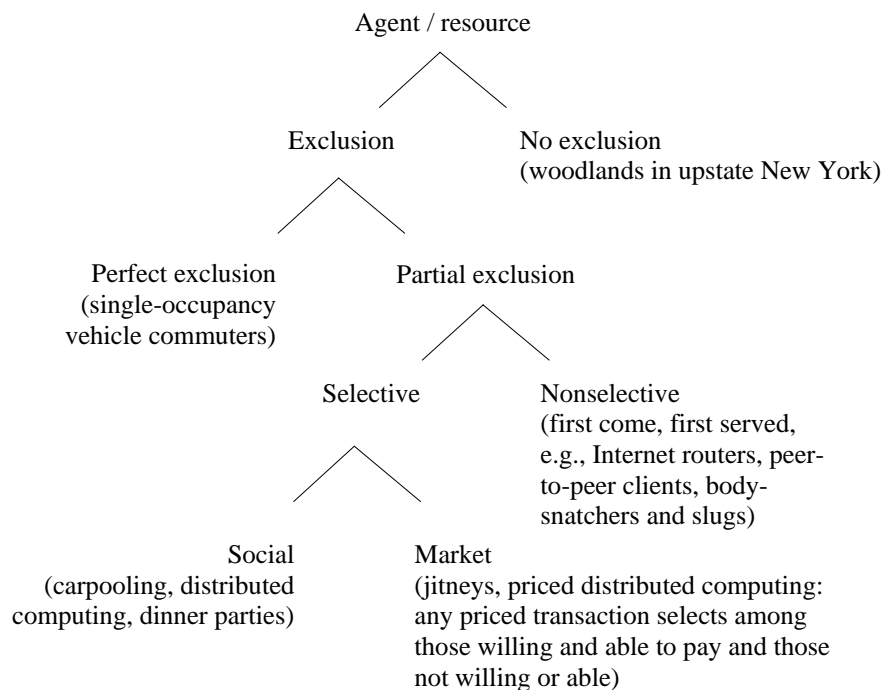 Agent / resource
Exclusion
No exclusion
(woodlands in upstate New York)
Perfect exclusion
(single-occupancy
vehicle commuters)
Partial exclusion
Selective
Nonselective
(first come, first served,
e.g., Internet routers, peer-
to-peer clients, body-
snatchers and slugs)
Social
(carpooling, distributed
computing, dinner parties)
Market
(jitneys, priced distributed computing:
any priced transaction selects among
those willing and able to pay and those
not willing or able)